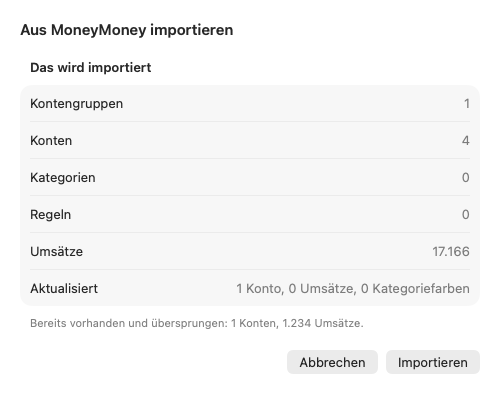 Aus MoneyMoney importieren
Das wird importiert
Kontengruppen 1
Konten 4
Kategorien 0
Regeln 0
Umsätze 17.166
Aktualisiert 1 Konto, 0 Umsätze, 0 Kategoriefarben
Bereits vorhanden und übersprungen: 1 Konten, 1.234 Umsätze.
Abbrechen Importieren